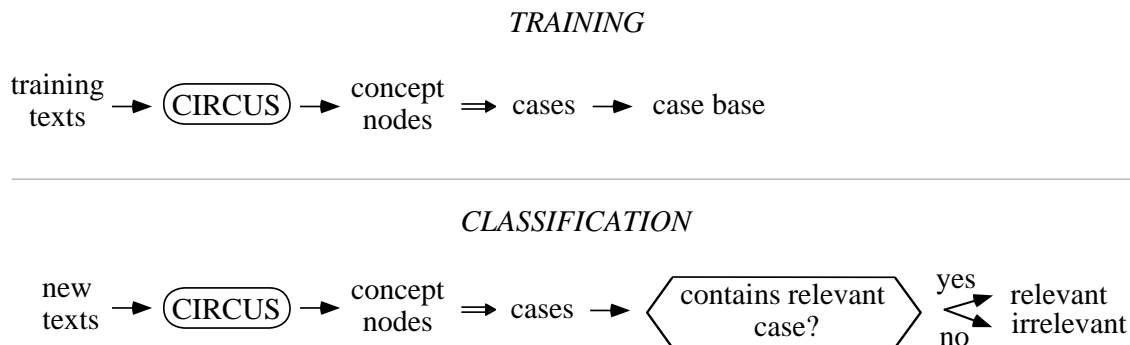 TRAINING
training texts
CIRCUS
concept nodes
cases
case base
CLASSIFICATION
new texts
CIRCUS
concept nodes
cases
contains relevant case?
yes
relevant
no
irrelevant